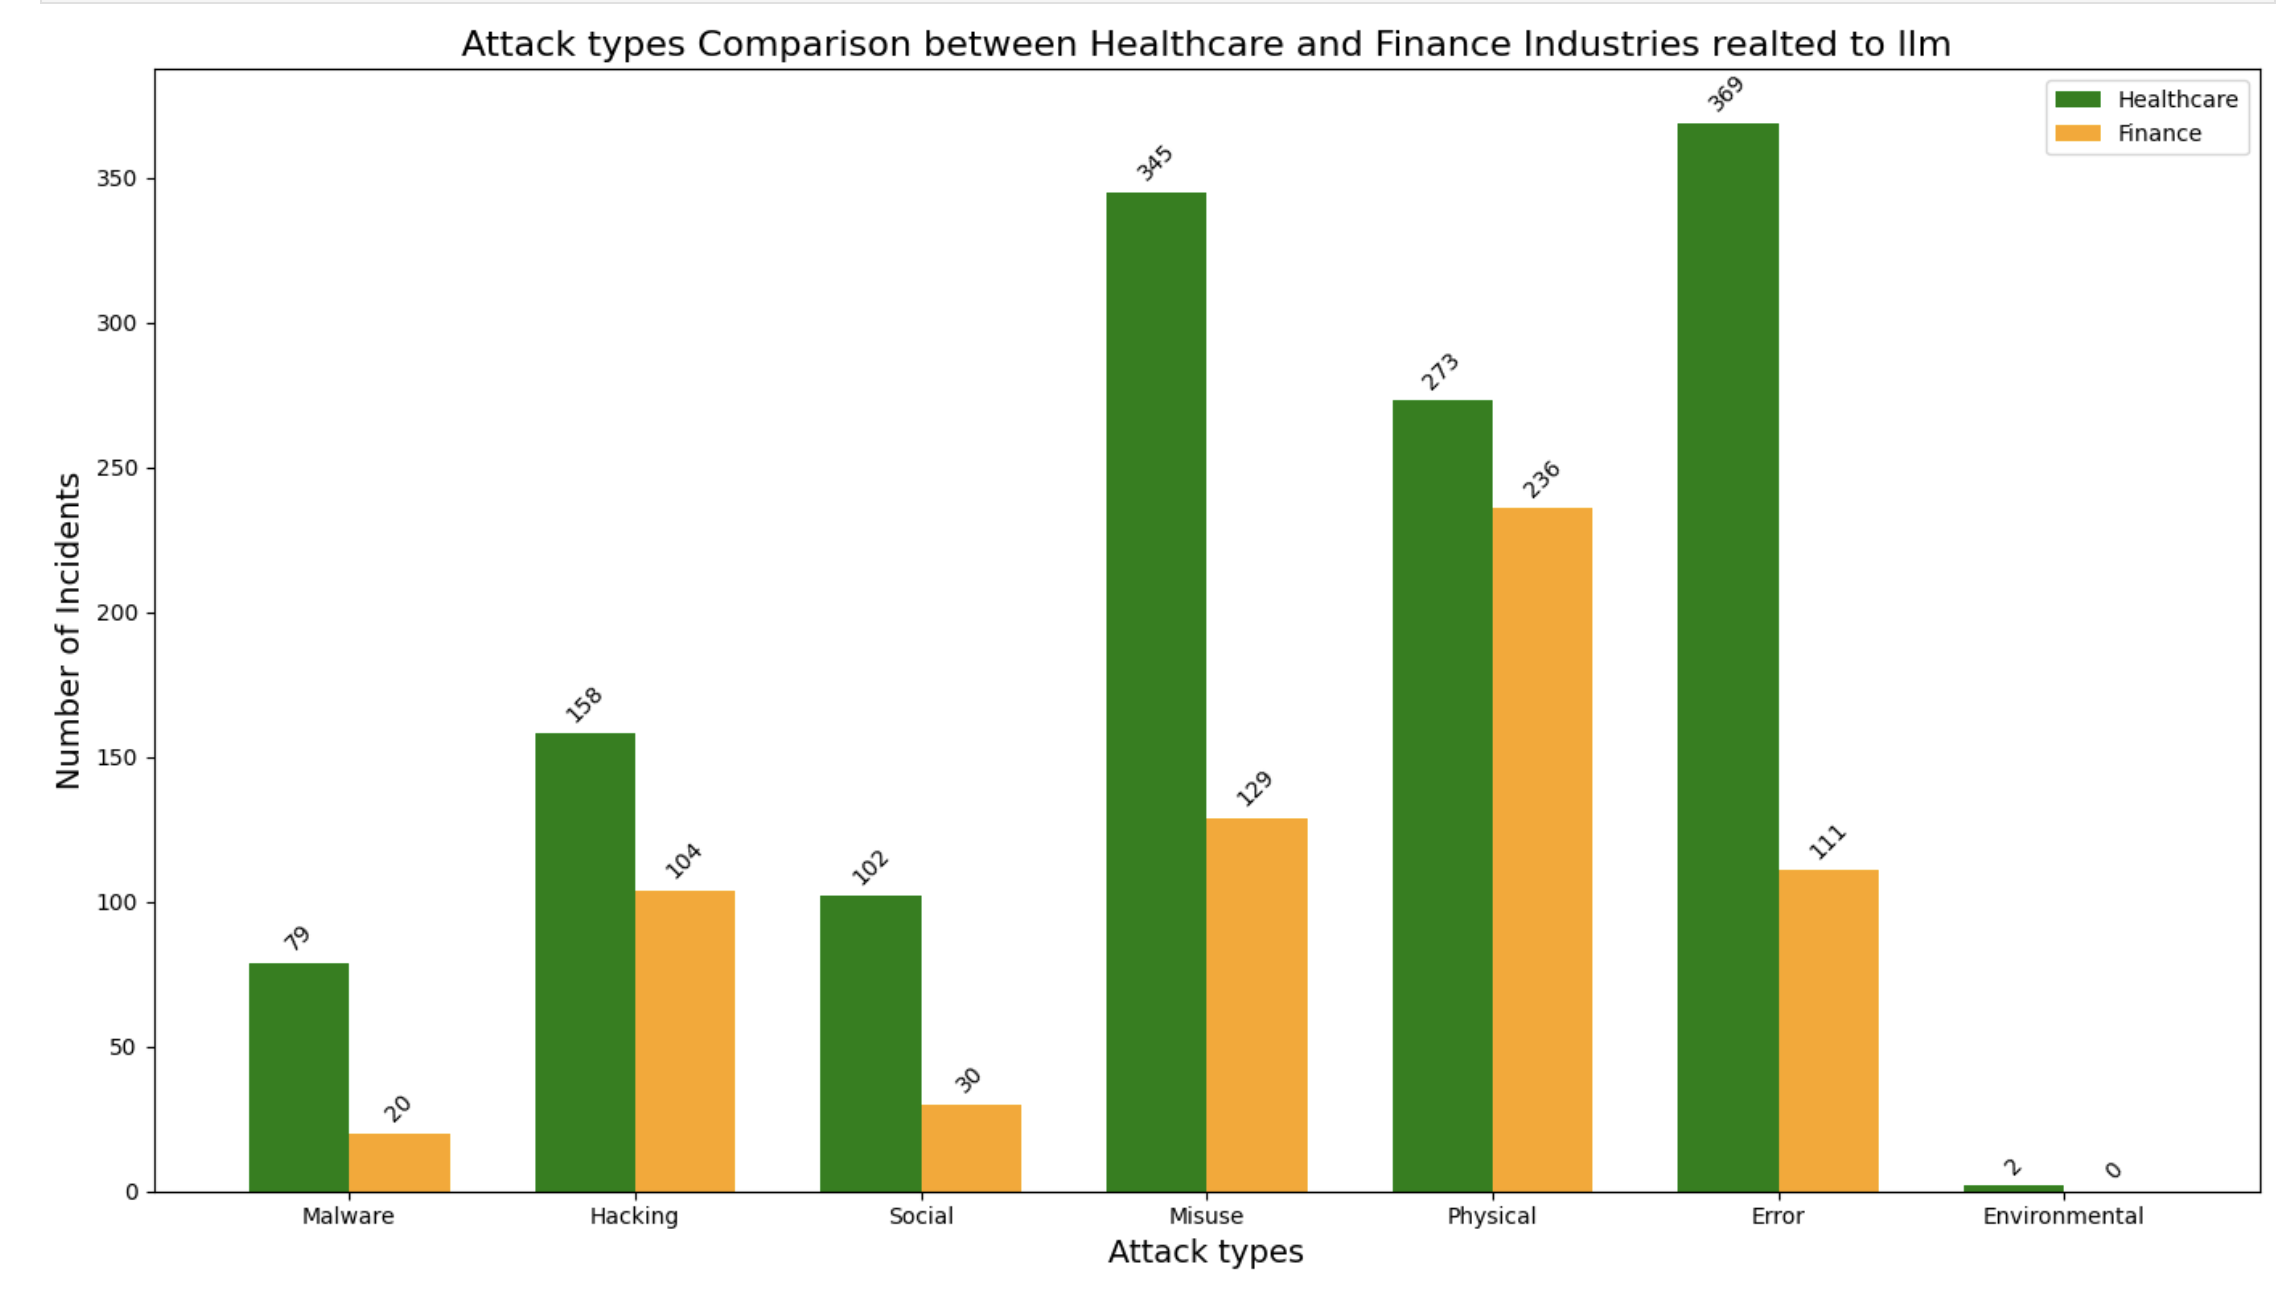 Attack types Comparison between Healthcare and Finance Industries realted to llm
Healthcare
Finance
Number of Incidents
350
300
250
200
150
100
50
0
79
20
158
104
102
30
345
129
273
236
369
111
2
0
Malware
Hacking
Social
Misuse
Physical
Error
Environmental
Attack types